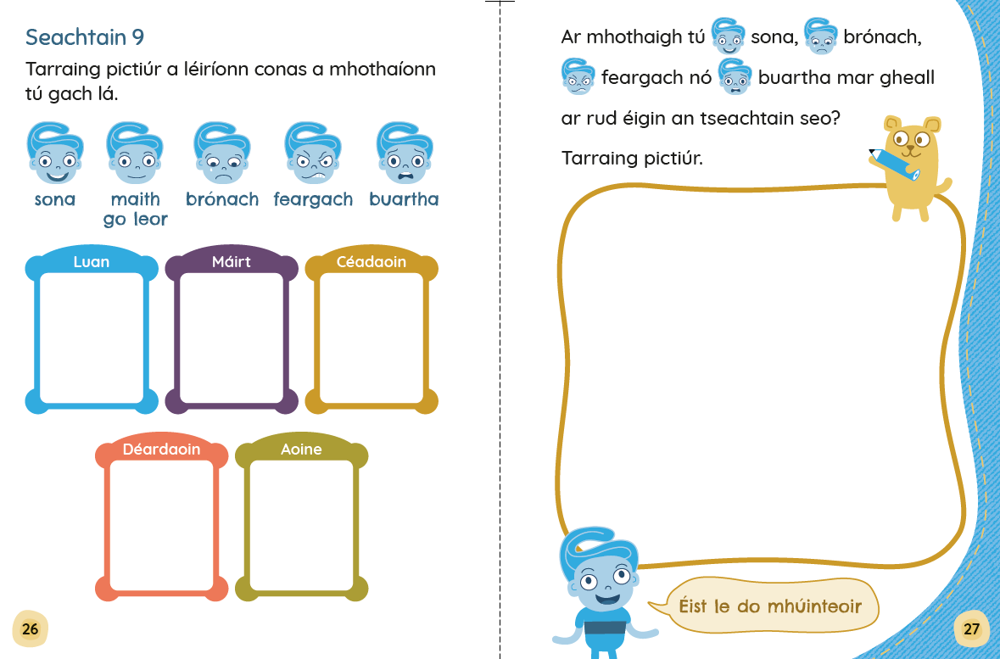 Seachtain 9
Tarraing pictiúr a léiríonn conas a mhothaíonn
tú gach lá.
sona
maith
go leor
brónach
feargach
buartha
Luan
Máirt
Céadaoin
Déardaoin
Aoine
26
Ar mhothaigh tú sona, brónach,
feargach nó buartha mar gheall
ar rud éigin an tseachtain seo?
Tarraing pictiúr.
Éist le do mhúinteoir
27